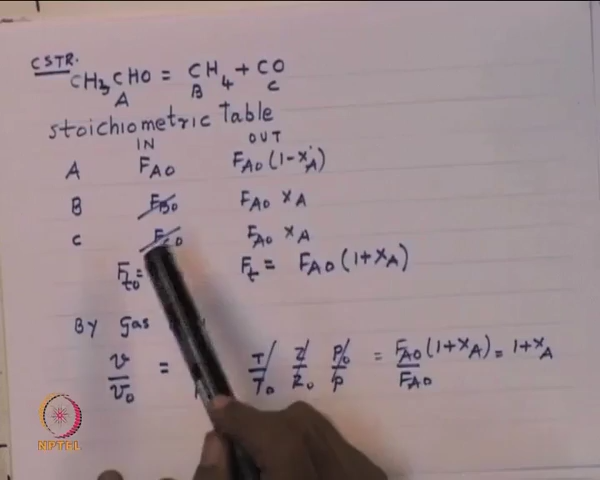 CSTR.
CH3CHO = CH4 + CO
A B C
stoichiometric Table
IN OUT
A FA0 FA0 (1-XA)
B FB0 FA0 XA
C FC0 FA0 XA
Ft0= Ft = FA0 (1+XA)
By Gas
v/v0 = T/T0 Z/Z0 P0/P = FA0(1+XA)/FA0 = 1+XA
NPTEL